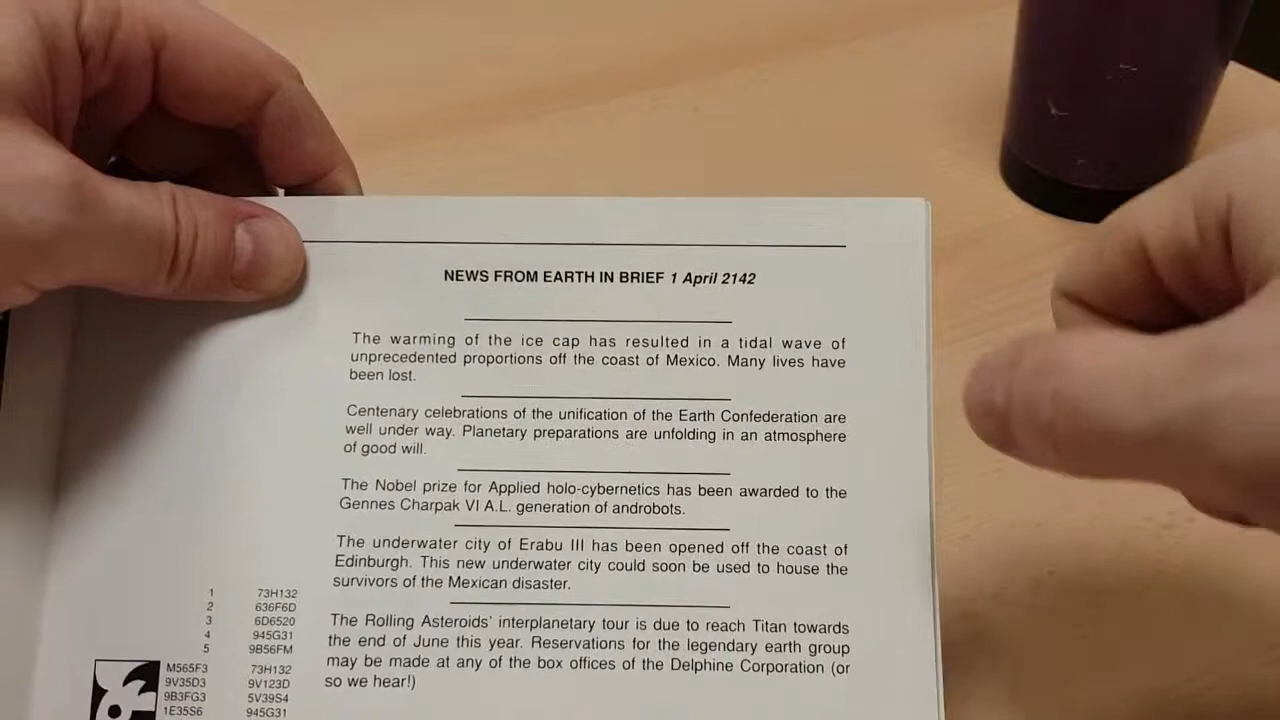 NEWS FROM EARTH IN BRIEF 1 April 2142
The warming of the ice cap has resulted in a tidal wave of
unprecedented proportions off the coast of Mexico. Many lives have
been lost.
Centenary celebrations of the unification of the Earth Confederation are
well under way. Planetary preparations are unfolding in an atmosphere
of good will.
The Nobel prize for Applied holo-cybernetics has been awarded to the
Gennes Charpak VI A.L. generation of androbots.
The underwater city of Erabu III has been opened off the coast of
Edinburgh. This new underwater city could soon be used to house the
survivors of the Mexican disaster.
The Rolling Asteroids' interplanetary tour is due to reach Titan towards
the end of June this year. Reservations for the legendary earth group
may be made at any of the box offices of the Delphine Corporation (or
so we hear!)
1 73H132
2 636F6D
3 6D6520
4 945G31
5 9B56FM
M565F3 73H132
9V35D3 9V123D
9B3FG3 5V39S4
1E35S6 945G31